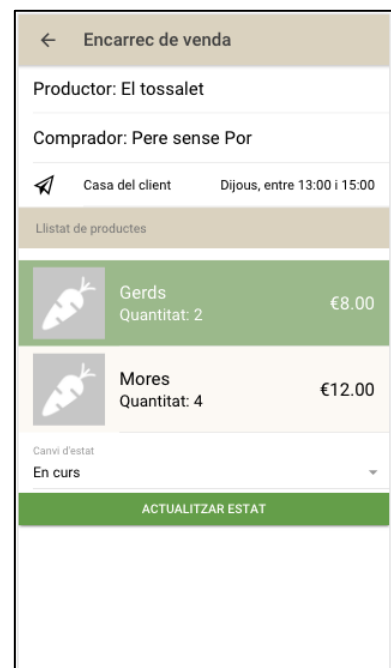 Encarrec de venda
Productor: El tossalet
Comprador: Pere sense Por
Casa del client Dijous, entre 13:00 i 15:00
Llistat de productes
Gerds €8.00
Quantitat: 2
Mores €12.00
Quantitat: 4
Canvi d'estat
En curs
ACTUALITZAR ESTAT